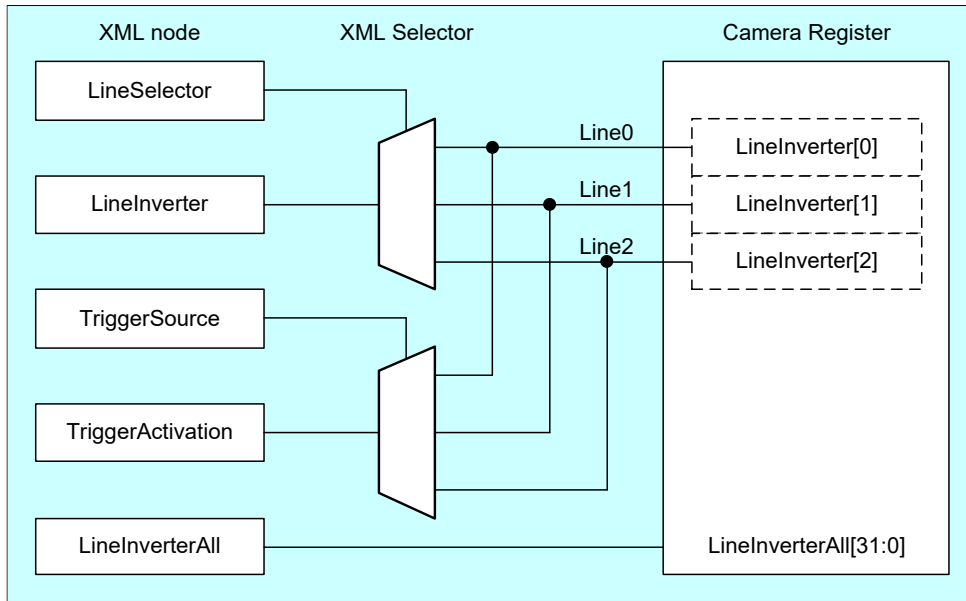 XML node
XML Selector
Camera Register
LineSelector
Line0
LineInverter[0]
LineInverter
Line1
LineInverter[1]
Line2
LineInverter[2]
TriggerSource
TriggerActivation
LineInverterAll
LineInverterAll[31:0]